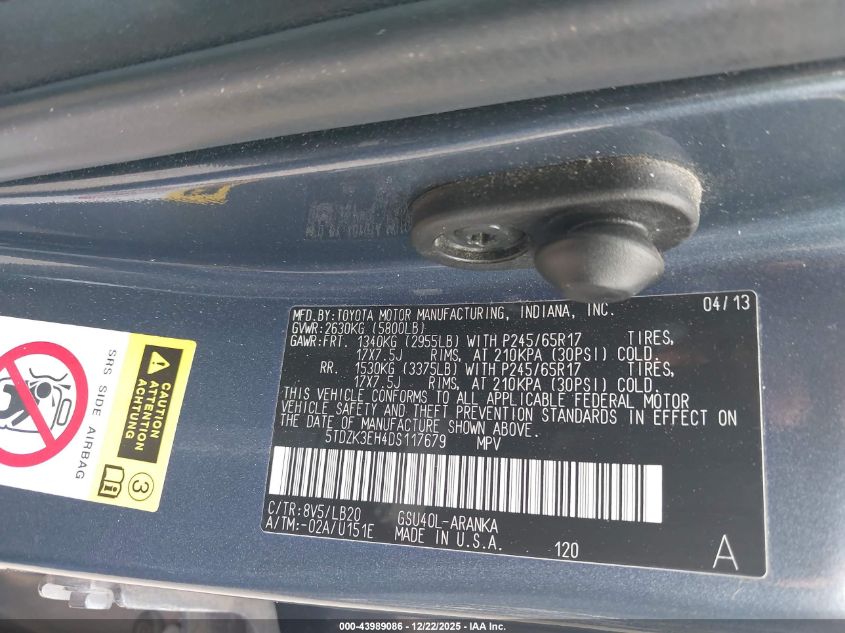 MFD.BY:TOYOTA MOTOR MANUFACTURING, INDIANA, INC. 04/13
GVWR:2630KG (5800LB)
GAWR:FRT. 1340KG (2955LB) WITH P245/65R17 TIRES,
17X7.5J RIMS, AT 210KPA (30PSI) COLD.
RR. 1530KG (3375LB) WITH P245/65R17 TIRES,
17X7.5J RIMS, AT 210KPA (30PSI) COLD.
THIS VEHICLE CONFORMS TO ALL APPLICABLE FEDERAL MOTOR
VEHICLE SAFETY AND THEFT PREVENTION STANDARDS IN EFFECT ON
THE DATE OF MANUFACTURE SHOWN ABOVE.
5TDZK3EH4DS117679 MPV
C/TR:8V5/LB20 GSU40L-ARANKA
A/TM:-02A/U151E MADE IN U.S.A. 120 A
SRS SIDE AIRBAG
CAUTION
ATTENTION
ACHTUNG
3
000-43989086 - 12/22/2025 - IAA Inc.